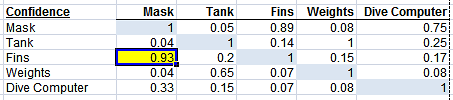 Confidence Mask Tank Fins Weights Dive Computer
Mask 1 0.05 0.89 0.08 0.75
Tank 0.04 1 0.14 1 0.25
Fins 0.93 0.2 1 0.15 0.17
Weights 0.04 0.65 0.07 1 0.08
Dive Computer 0.33 0.15 0.07 0.08 1